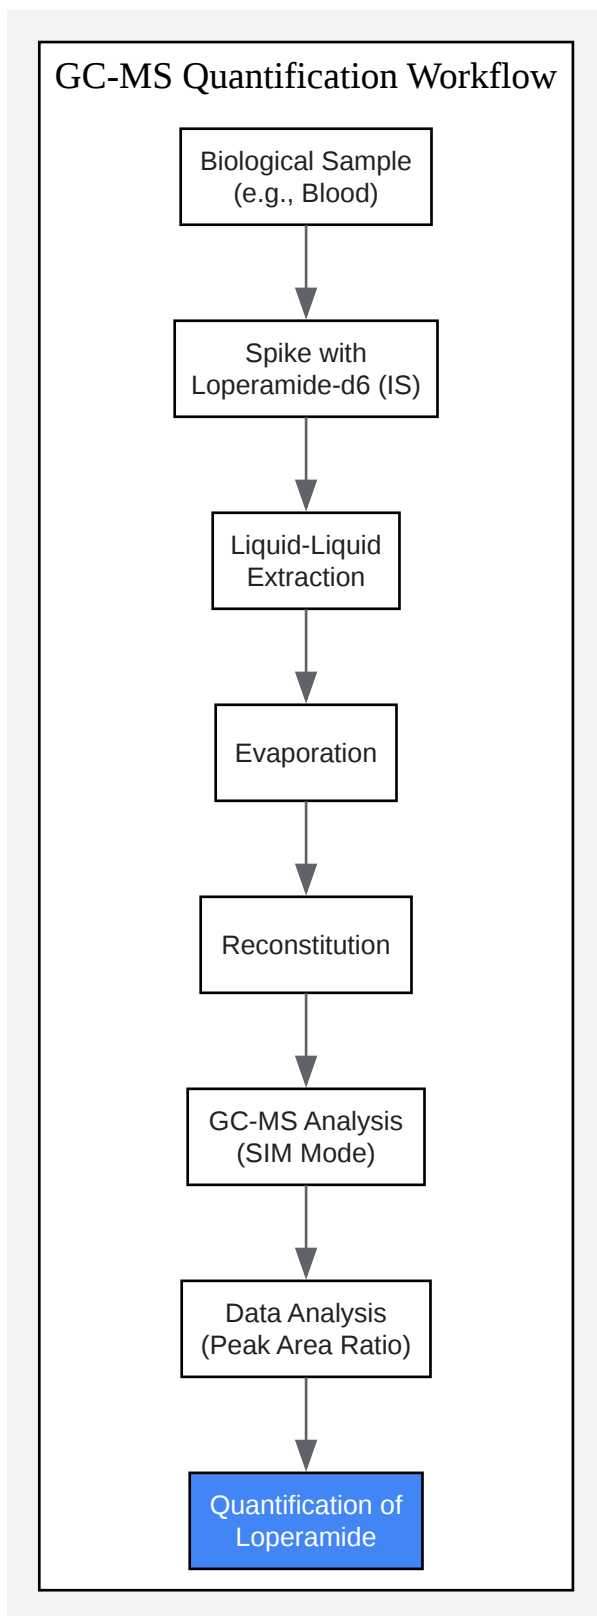 GC-MS Quantification Workflow
Biological Sample
(e.g., Blood)
Spike with
Loperamide-d6 (IS)
Liquid-Liquid
Extraction
Evaporation
Reconstitution
GC-MS Analysis
(SIM Mode)
Data Analysis
(Peak Area Ratio)
Quantification of
Loperamide